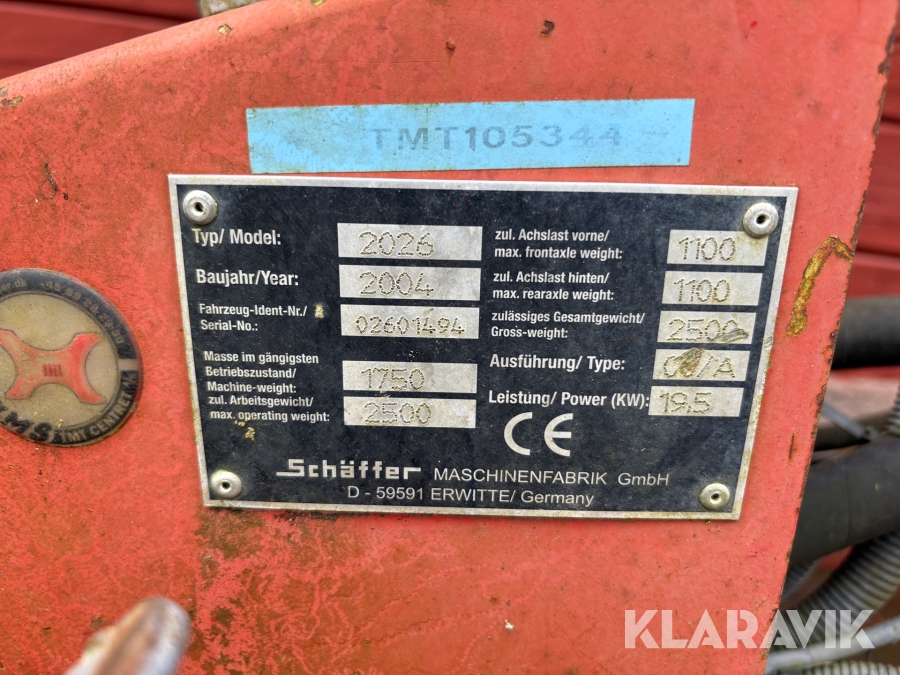 TMT105344
Typ/ Model: 2026
Baujahr/Year: 2004
Fahrzeug-Ident-Nr./
Serial-No.: 02601494
Masse im gängigsten
Betriebszustand/
Machine-weight: 1750
zul. Arbeitsgewicht/
max. operating weight: 2500
zul. Achslast vorne/
max. frontaxle weight: 1100
zul. Achslast hinten/
max. rearaxle weight: 1100
zulässiges Gesamtgewicht/
Gross-weight: 2500
Ausführung/ Type: /A
Leistung/ Power (KW): 19,5
CE
Schäffer MASCHINENFABRIK GmbH
D - 59591 ERWITTE/ Germany
TMT CENTRET
KLARAVIK